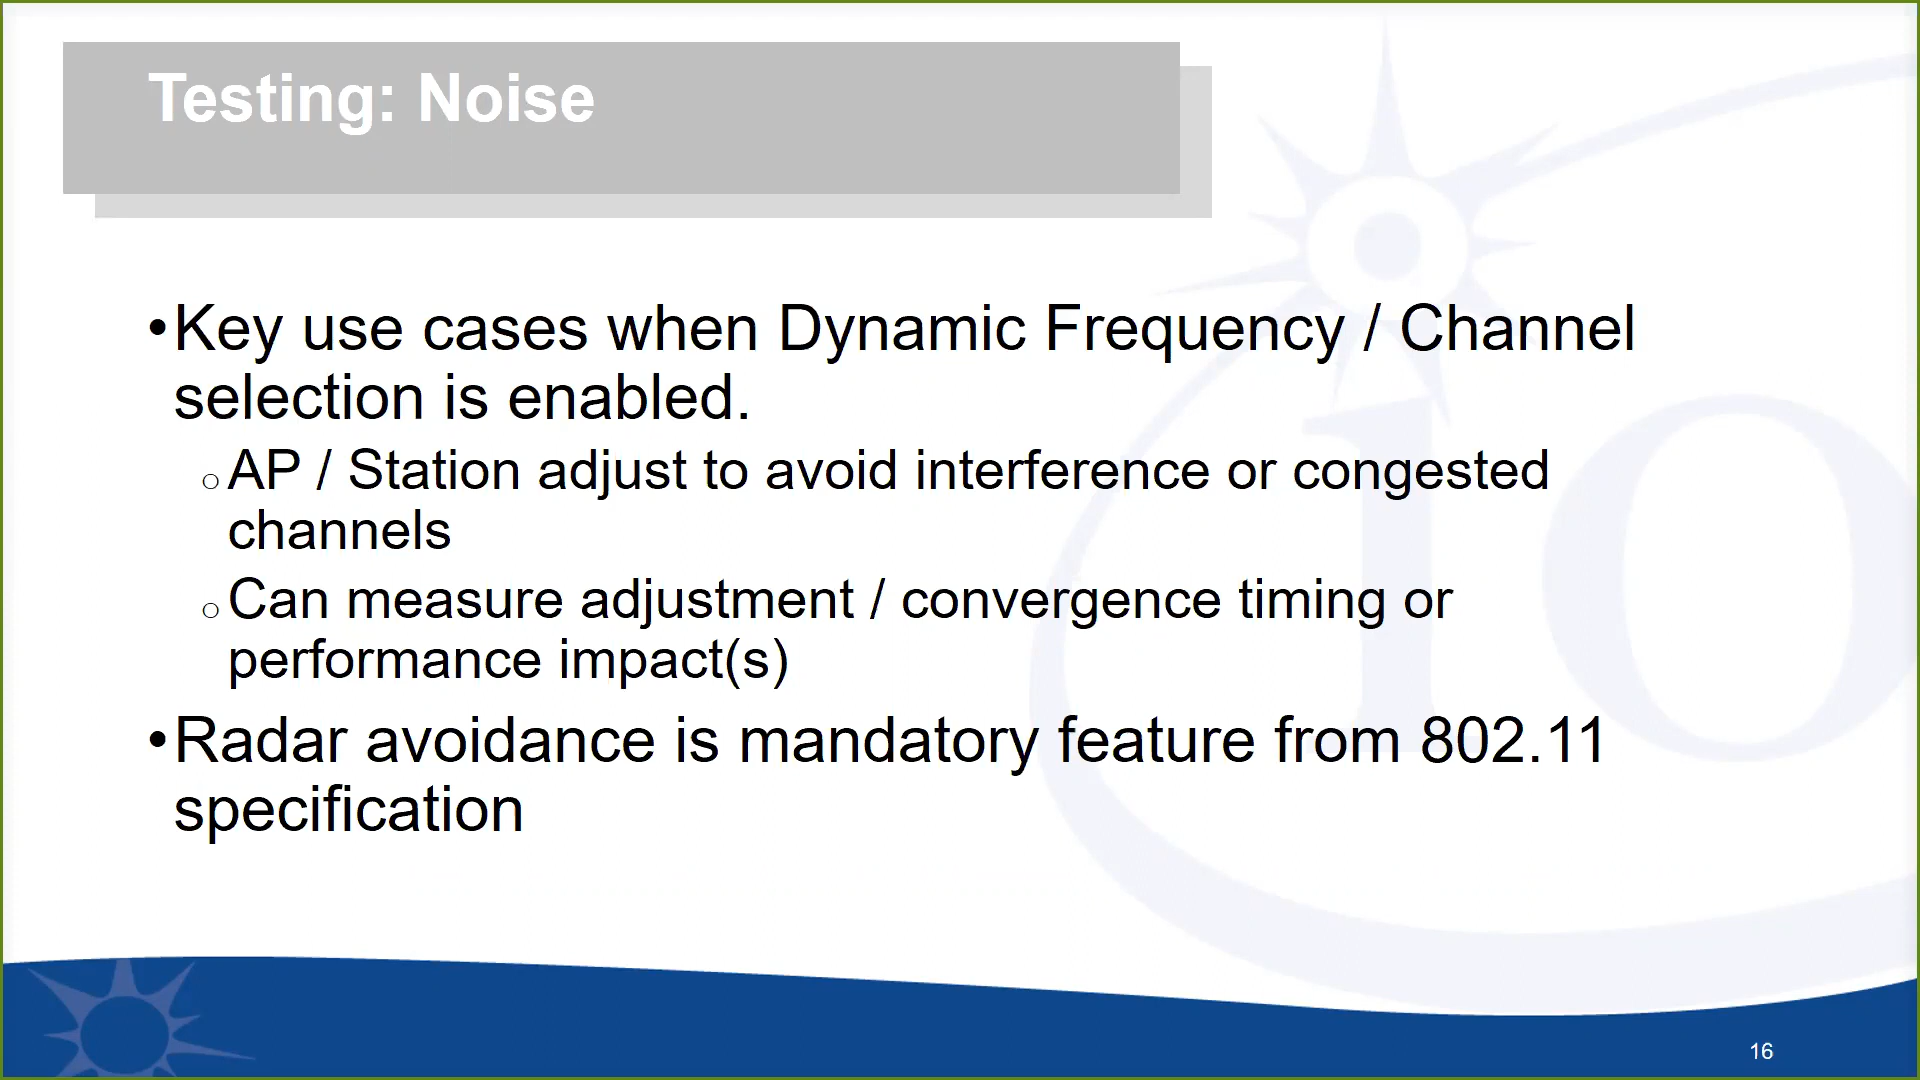 Testing: Noise
•Key use cases when Dynamic Frequency / Channel
selection is enabled.
○AP / Station adjust to avoid interference or congested
channels
○Can measure adjustment / convergence timing or
performance impact(s)
•Radar avoidance is mandatory feature from 802.11
specification
io
16